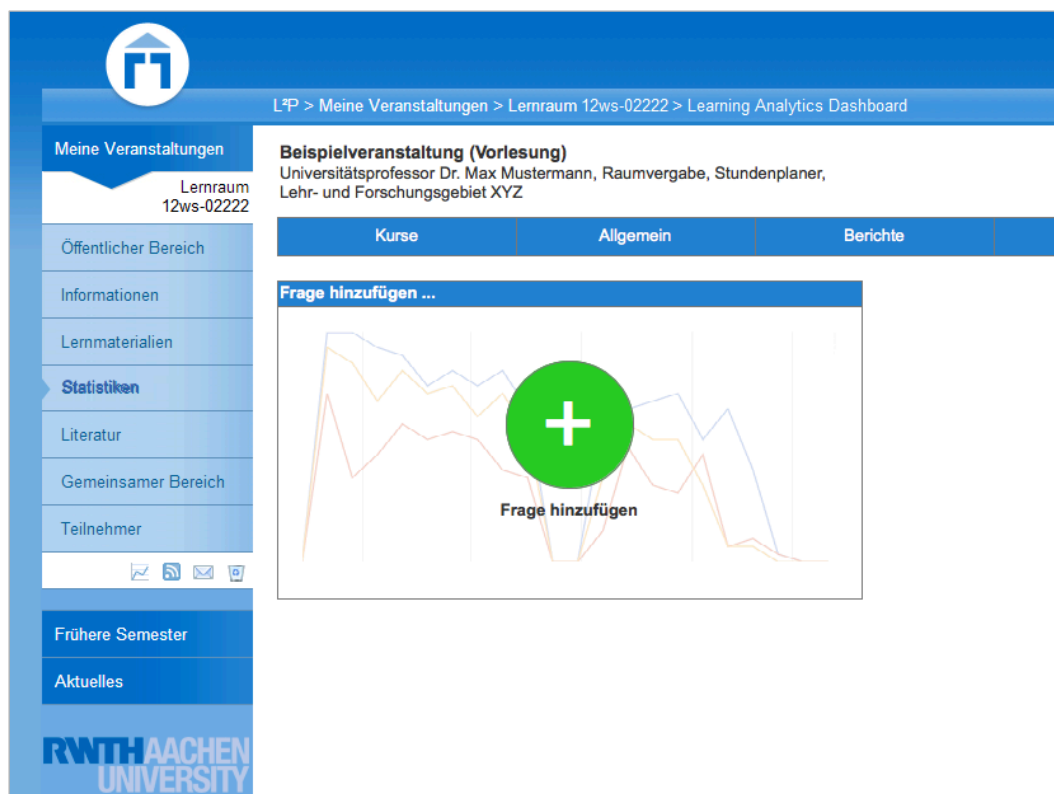 L²P > Meine Veranstaltungen > Lernraum 12ws-02222 > Learning Analytics Dashboard
Meine Veranstaltungen
Lernraum
12ws-02222
Öffentlicher Bereich
Informationen
Lernmaterialien
Statistiken
Literatur
Gemeinsamer Bereich
Teilnehmer
Frühere Semester
Aktuelles
RWTHAACHEN
UNIVERSITY
Beispielveranstaltung (Vorlesung)
Universitätsprofessor Dr. Max Mustermann, Raumvergabe, Stundenplaner,
Lehr- und Forschungsgebiet XYZ
Kurse Allgemein Berichte
Frage hinzufügen ...
Frage hinzufügen